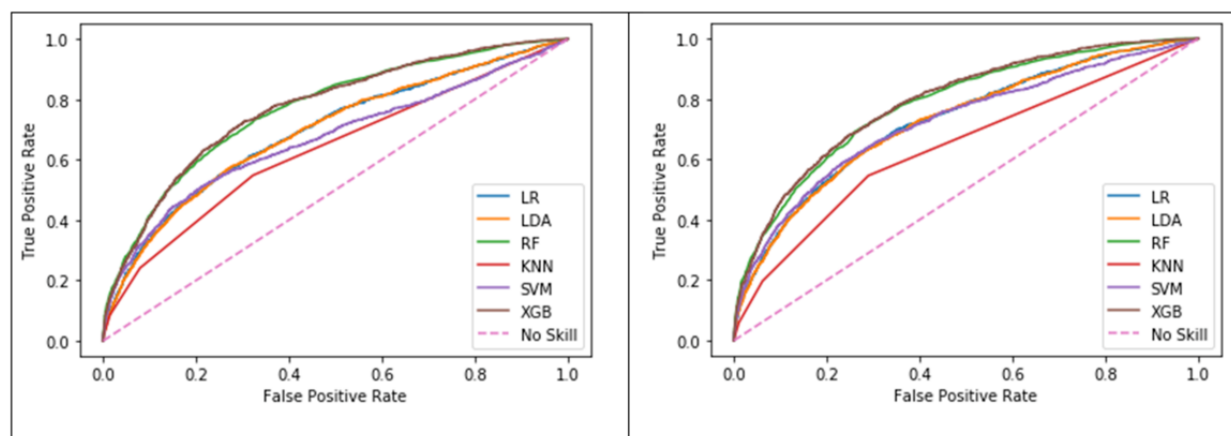 1.0
0.8
0.6
0.4
0.2
0.0
True Positive Rate
0.0 0.2 0.4 0.6 0.8 1.0
False Positive Rate
LR
LDA
RF
KNN
SVM
XGB
No Skill
1.0
0.8
0.6
0.4
0.2
0.0
True Positive Rate
0.0 0.2 0.4 0.6 0.8 1.0
False Positive Rate
LR
LDA
RF
KNN
SVM
XGB
No Skill